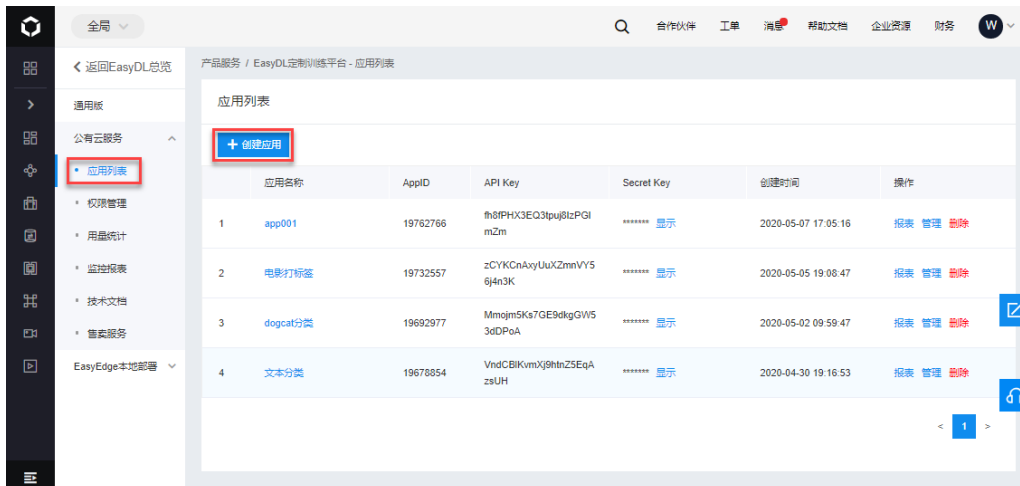 全局
合作伙伴 工单 消息 帮助文档 企业资源 财务 W
返回EasyDL总览
产品服务 / EasyDL定制训练平台 - 应用列表
通用版
公有云服务
应用列表
权限管理
用量统计
监控报表
技术文档
售卖服务
EasyEdge本地部署
应用列表
+ 创建应用
应用名称 AppID API Key Secret Key 创建时间 操作
1 app001 19762766 fh8fPHX3EQ3tpuj8IzPGI ******* 显示 2020-05-07 17:05:16 报表 管理 删除
mZm
2 电影打标签 19732557 zCYKCnAxyUuXZmnVY5 ******* 显示 2020-05-05 19:08:47 报表 管理 删除
6j4n3K
3 dogcat分类 19692977 Mmojm5Ks7GE9dkgGW5 ******* 显示 2020-05-02 09:59:47 报表 管理 删除
3dDPoA
4 文本分类 19678854 VndCBIKvmXj9htnZ5EqA ******* 显示 2020-04-30 19:16:53 报表 管理 删除
zsUH
< 1 >